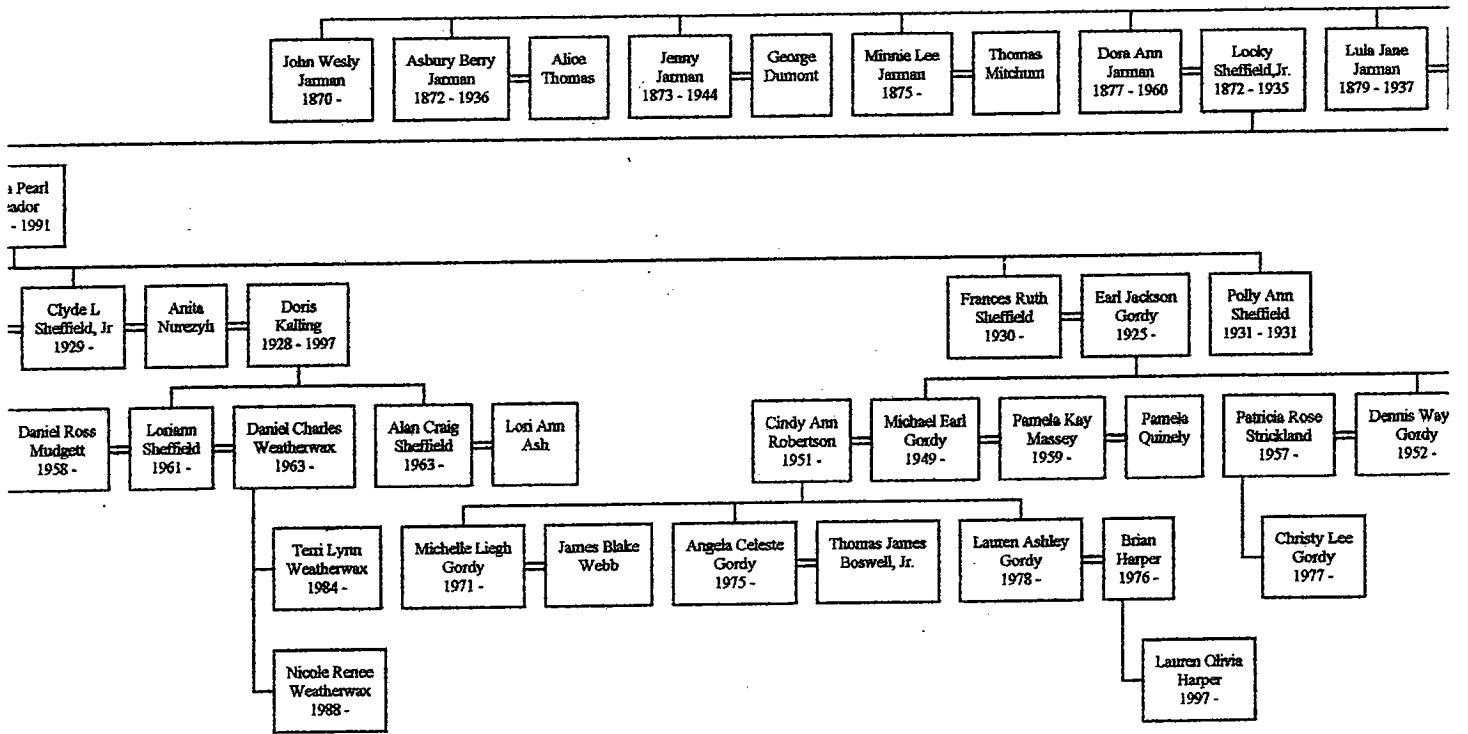 John Wesly
Jarman
1870 -
Asbury Berry
Jarman
1872 - 1936
Alice
Thomas
Jenny
Jarman
1873 - 1944
George
Dumont
Minnie Lee
Jarman
1875 -
Thomas
Mitchum
Dora Ann
Jarman
1877 - 1960
Looky
Sheffield,Jr.
1872 - 1935
Lula Jane
Jarman
1879 - 1937
Pearl
- 1991
Clyde L
Sheffield, Jr
1929 -
Anita
Nurezyh
Doris
Kalling
1928 - 1997
Frances Ruth
Sheffield
1930 -
Earl Jackson
Gordy
1925 -
Polly Ann
Sheffield
1931 - 1931
Daniel Ross
Mudgett
1958 -
Loriann
Sheffield
1961 -
Daniel Charles
Weatherwax
1963 -
Alan Craig
Sheffield
1963 -
Lori Ann
Ash
Cindy Ann
Robertson
1951 -
Michael Earl
Gordy
1949 -
Pamela Kay
Massey
1959 -
Pamela
Quinely
Patricia Rose
Strickland
1957 -
Dennis Way
Gordy
1952 -
Terri Lynn
Weatherwax
1984 -
Michelle Liegh
Gordy
1971 -
James Blake
Webb
Angela Celeste
Gordy
1975 -
Thomas James
Boswell, Jr.
Lauren Ashley
Gordy
1978 -
Brian
Harper
1976 -
Christy Lee
Gordy
1977 -
Nicole Renee
Weatherwax
1988 -
Lauren Olivia
Harper
1997 -